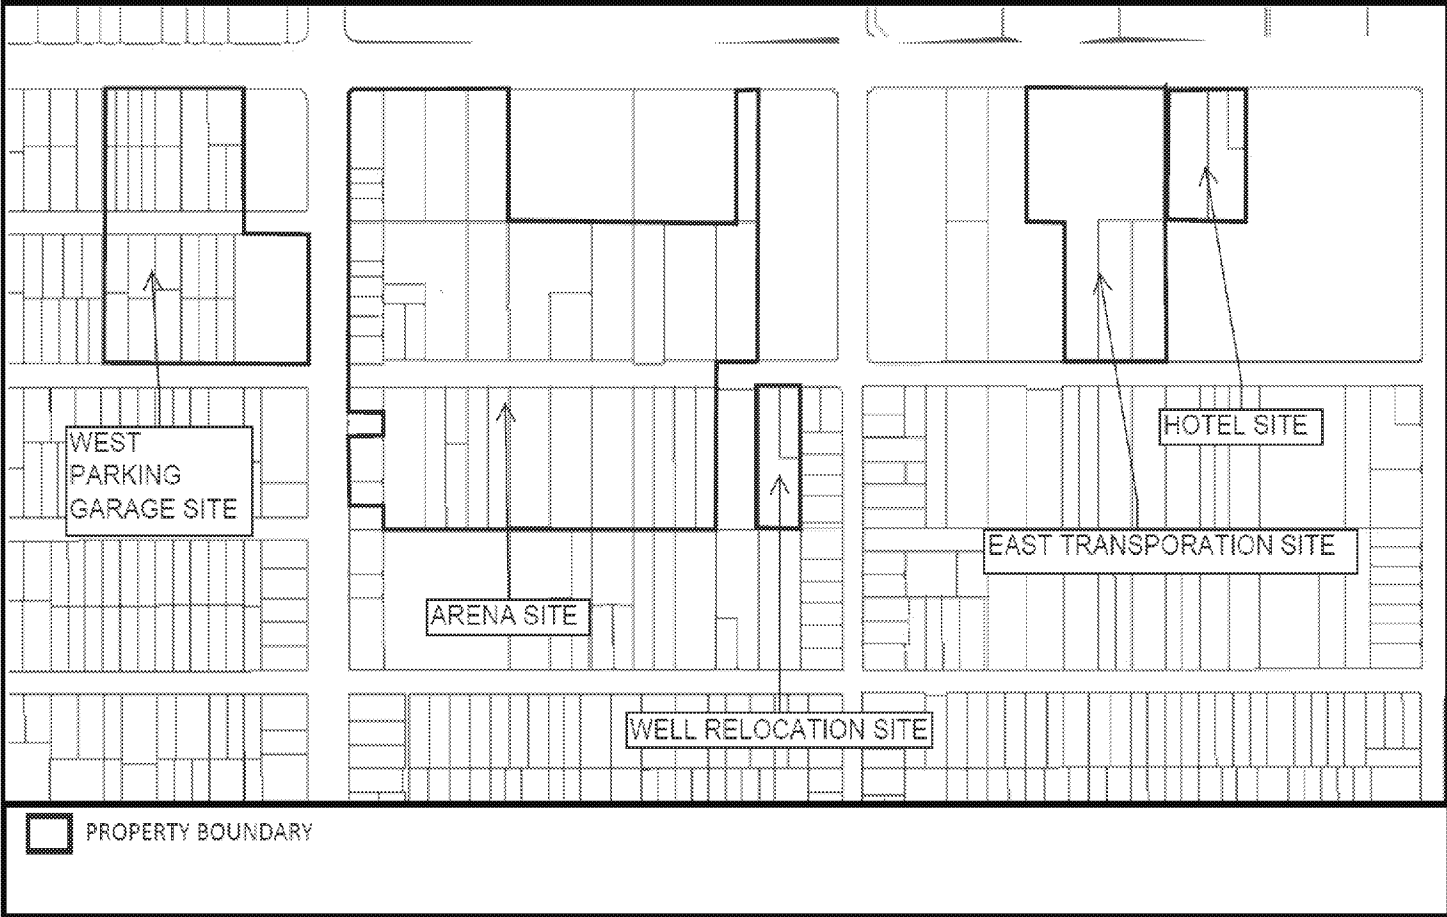 WEST
PARKING
GARAGE SITE
HOTEL SITE
EAST TRANSPORATION SITE
ARENA SITE
WELL RELOCATION SITE
PROPERTY BOUNDARY